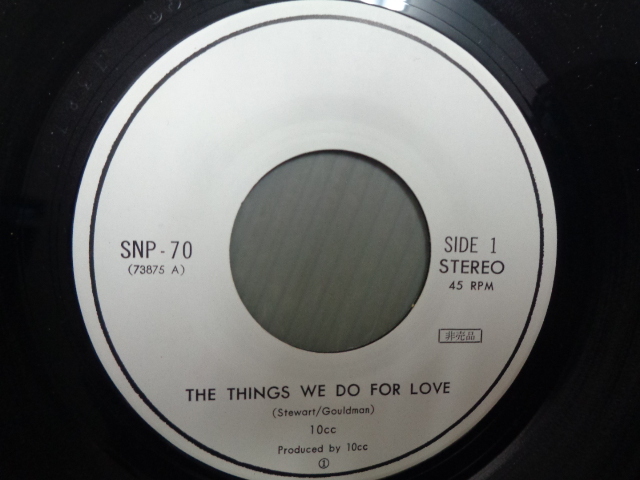 SNP-70
(73875 A)
SIDE 1
STEREO
45 RPM
非売品
THE THINGS WE DO FOR LOVE
(Stewart/Gouldman)
10cc
Produced by 10cc